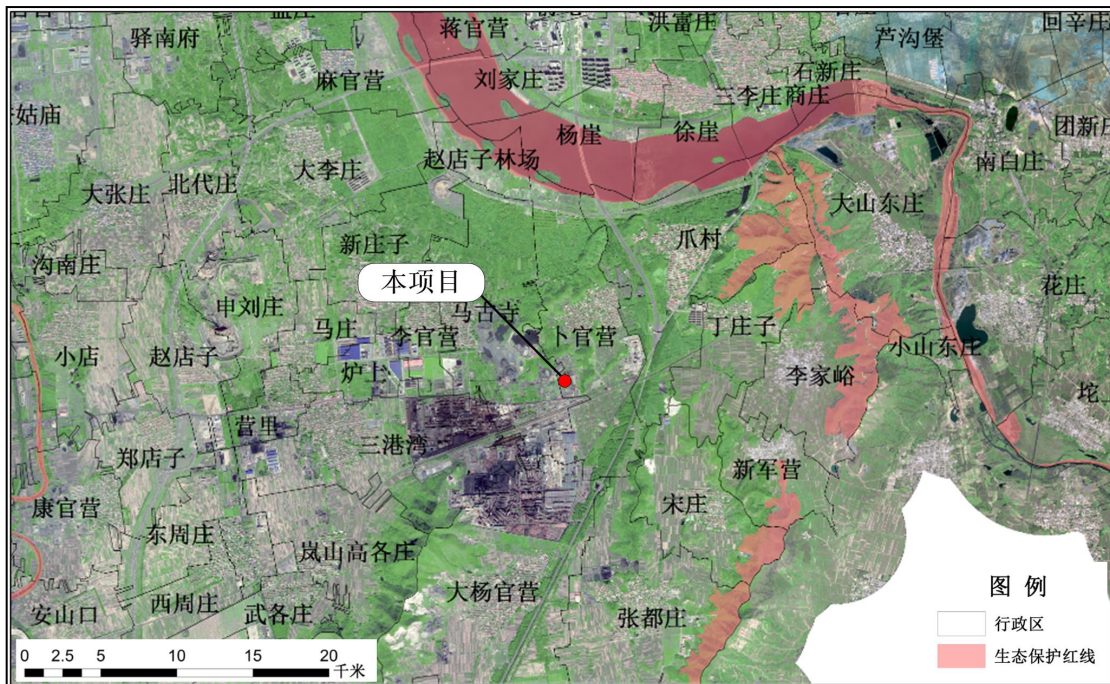 驿南府
蒋官营
洪富庄
芦沟堡
回辛庄
麻官营
刘家庄
石新庄
三李庄商庄
姑庙
杨崖
徐崖
团新庄
赵店子林场
南白庄
大李庄
北代庄
大张庄
大山东庄
新庄子
爪村
沟南庄
本项目
花庄
申刘庄
马古寺
马庄
李官营
卜官营
丁庄子
小店
赵店子
小山东庄
炉上
李家峪
坨
营里
三港湾
郑店子
新军营
康官营
宋庄
东周庄
岚山高各庄
图 例
大杨官营
西周庄
安山口
武各庄
张都庄
行政区
生态保护红线
0 2.5 5 10 15 20
千米